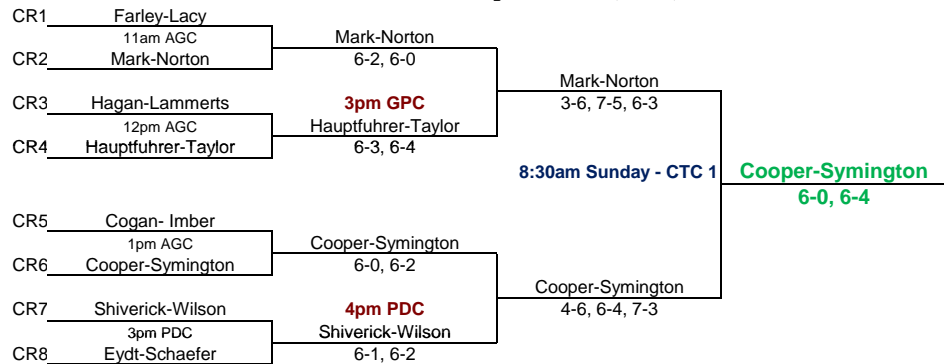 CR1 Farley-Lacy
11am AGC
CR2 Mark-Norton
Mark-Norton
6-2, 6-0
CR3 Hagan-Lammerts
12pm AGC
CR4 Hauptfuhrer-Taylor
3pm GPC
Hauptfuhrer-Taylor
6-3, 6-4
Mark-Norton
3-6, 7-5, 6-3
8:30am Sunday - CTC 1
Cooper-Symington
6-0, 6-4
CR5 Cogan- Imber
1pm AGC
CR6 Cooper-Symington
Cooper-Symington
6-0, 6-2
CR7 Shiverick-Wilson
3pm PDC
CR8 Eydt-Schaefer
4pm PDC
Shiverick-Wilson
6-1, 6-2
Cooper-Symington
4-6, 6-4, 7-3